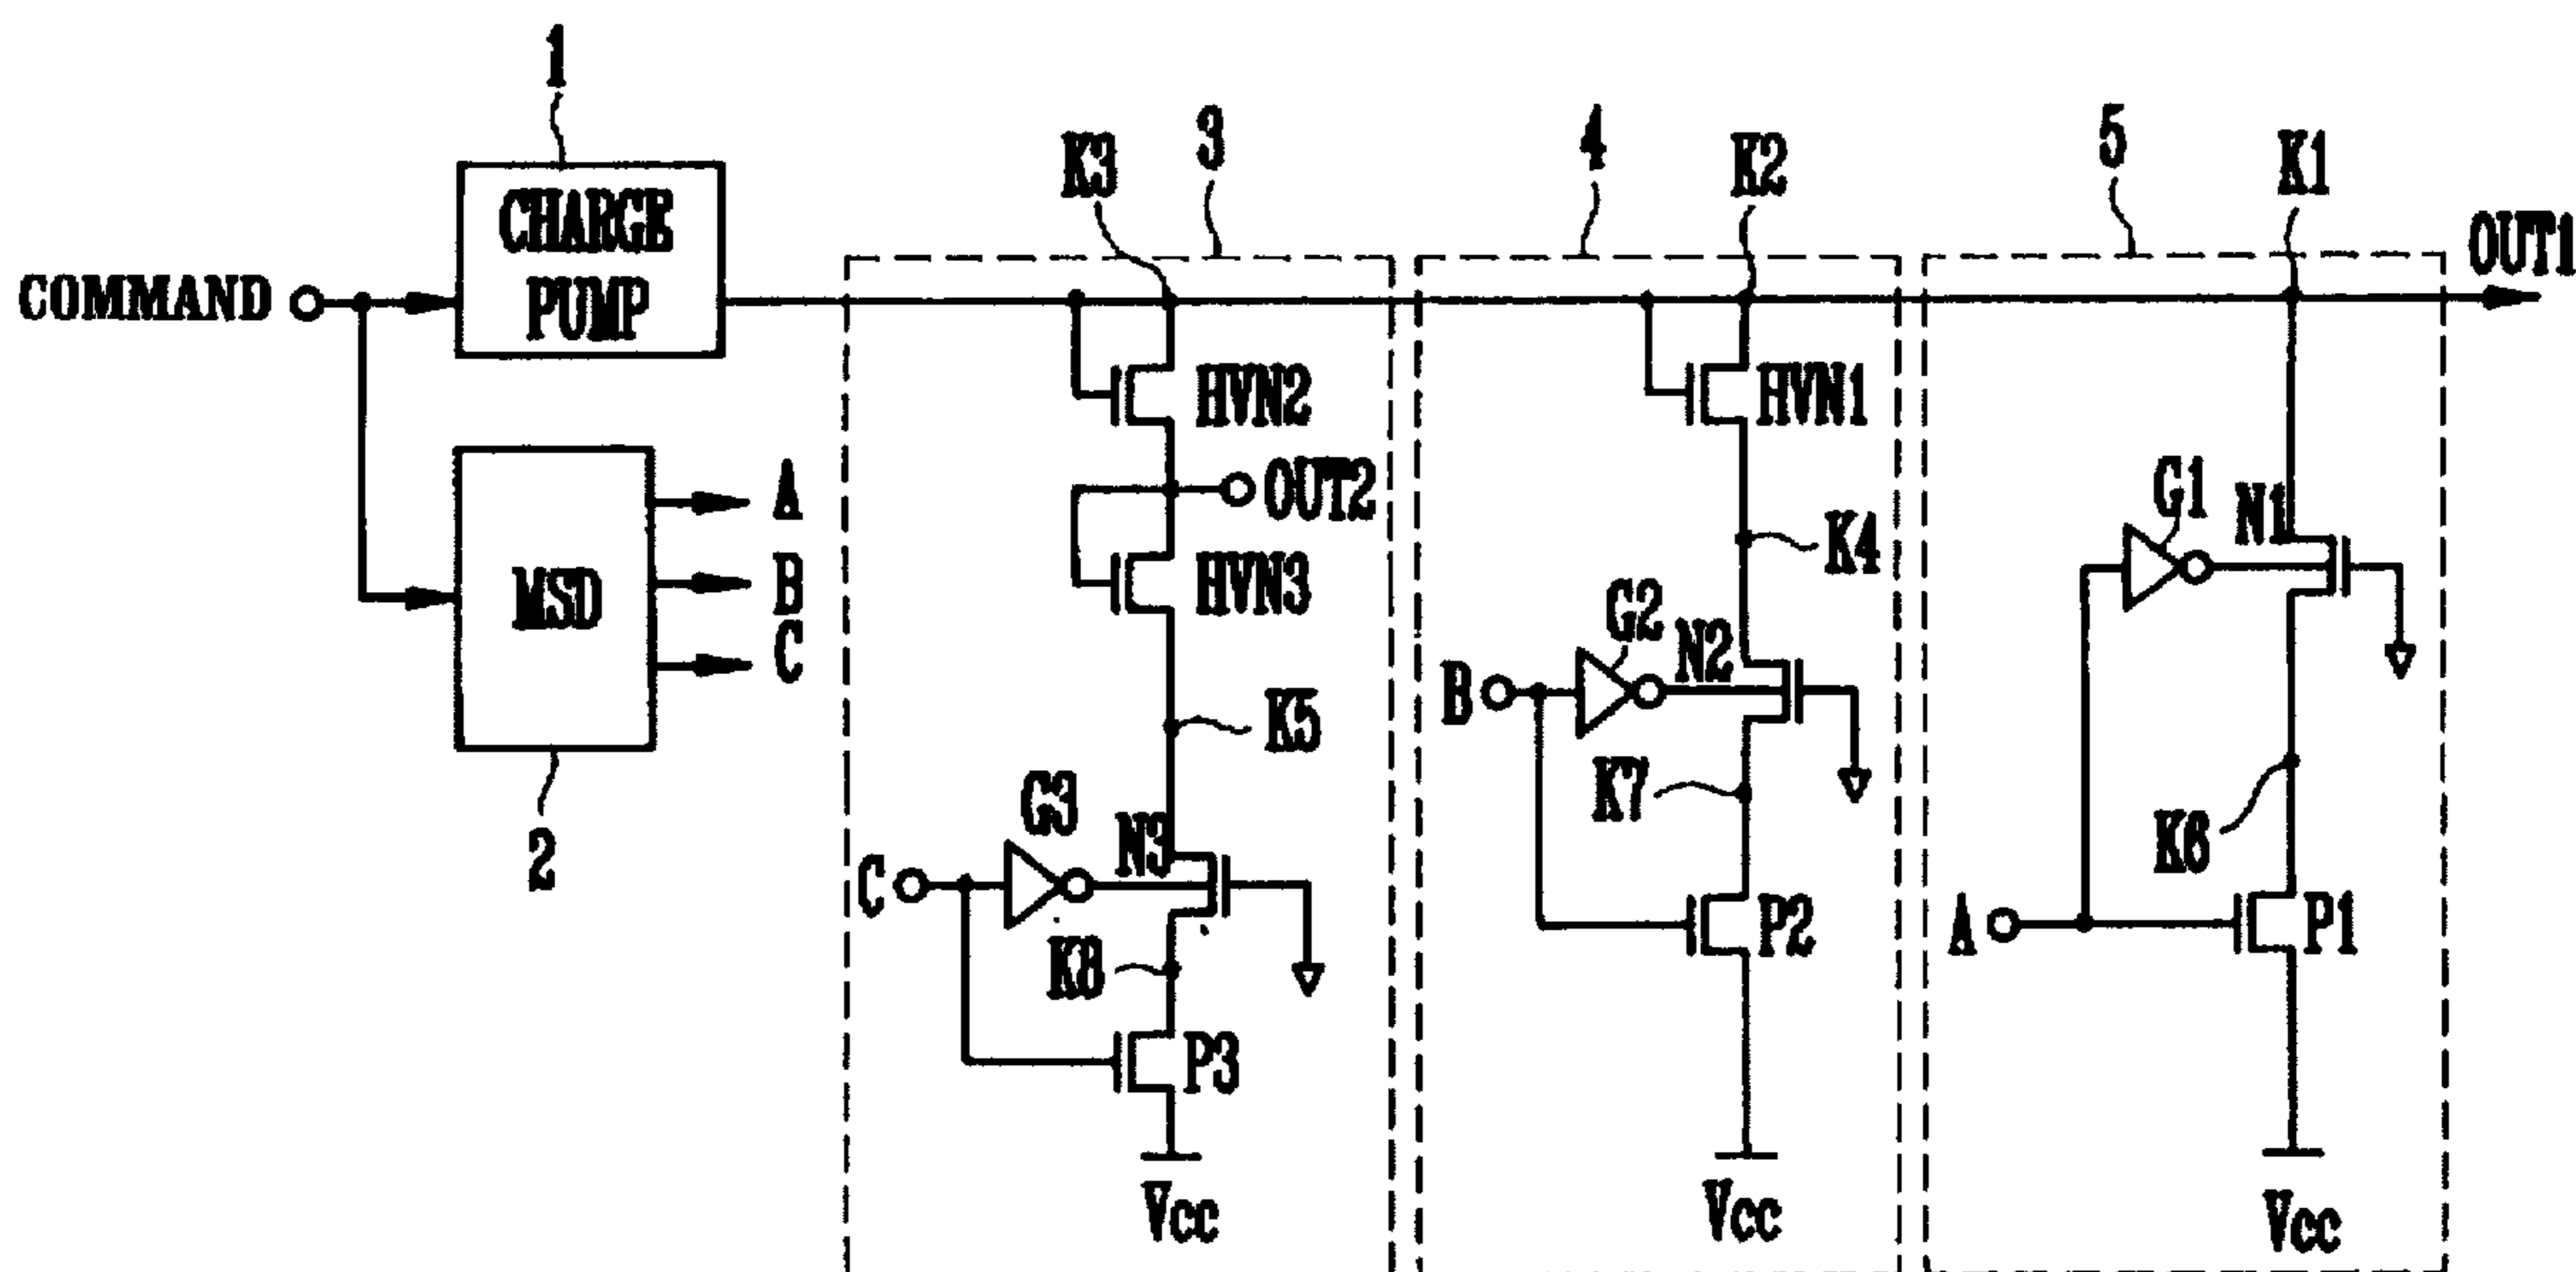 1
CHARGE
PUMP
COMMAND
MSD
2
A
B
C
K3
3
HVN2
OUT2
HVN3
K5
G3
N3
C
K8
P3
Vcc
4
K2
HVN1
K4
G2
N2
B
K7
P2
Vcc
5
K1
OUT1
G1
N1
K6
A
P1
Vcc